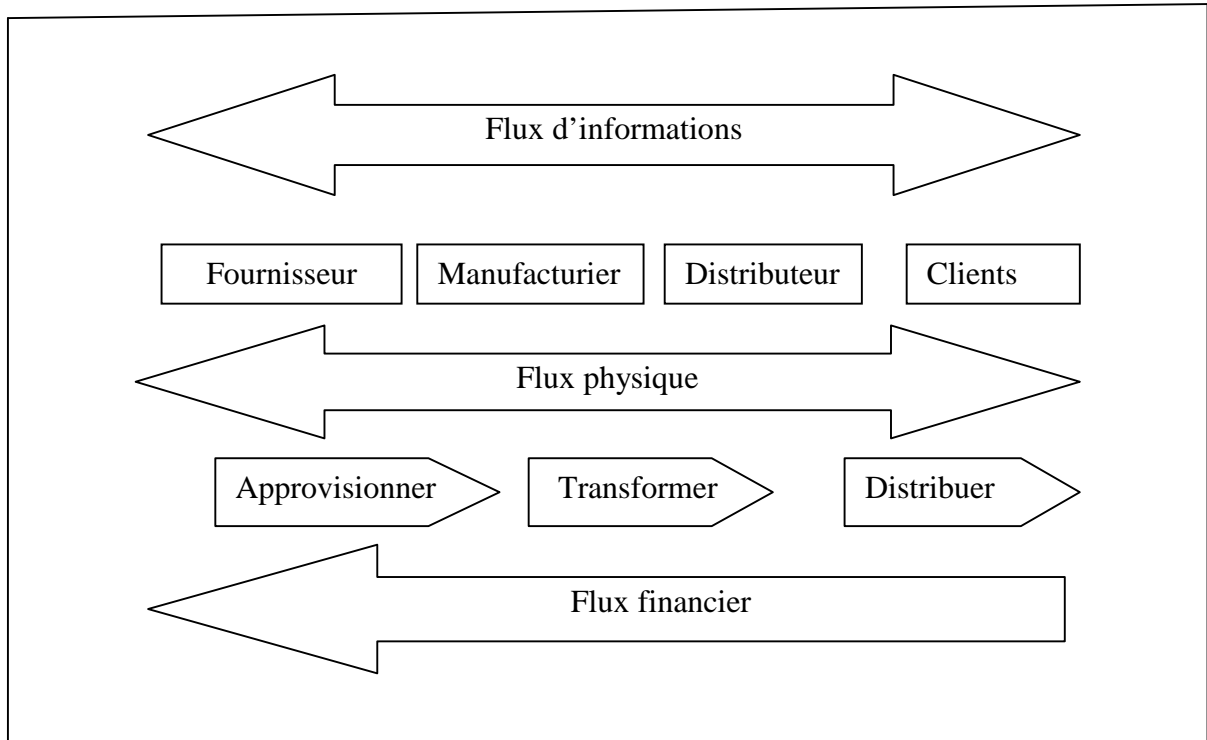 Flux d’informations
Fournisseur Manufacturier Distributeur Clients
Flux physique
Approvisionner Transformer Distribuer
Flux financier